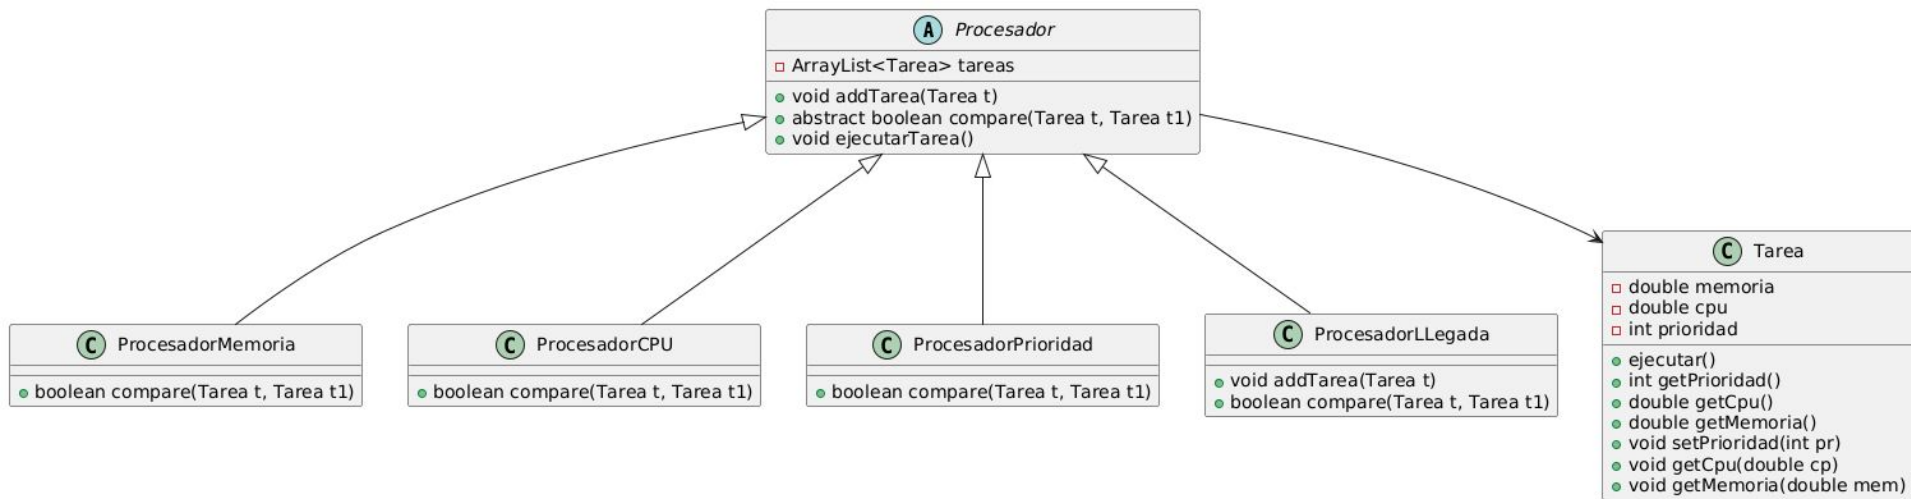 A Procesador
ArrayList<Tarea> tareas
void addTarea(Tarea t)
abstract boolean compare(Tarea t, Tarea t1)
void ejecutarTarea()
C ProcesadorMemoria
boolean compare(Tarea t, Tarea t1)
C ProcesadorCPU
boolean compare(Tarea t, Tarea t1)
C ProcesadorPrioridad
boolean compare(Tarea t, Tarea t1)
C ProcesadorLLegada
void addTarea(Tarea t)
boolean compare(Tarea t, Tarea t1)
C Tarea
double memoria
double cpu
int prioridad
ejecutar()
int getPrioridad()
double getCpu()
double getMemoria()
void setPrioridad(int pr)
void getCpu(double cp)
void getMemoria(double mem)